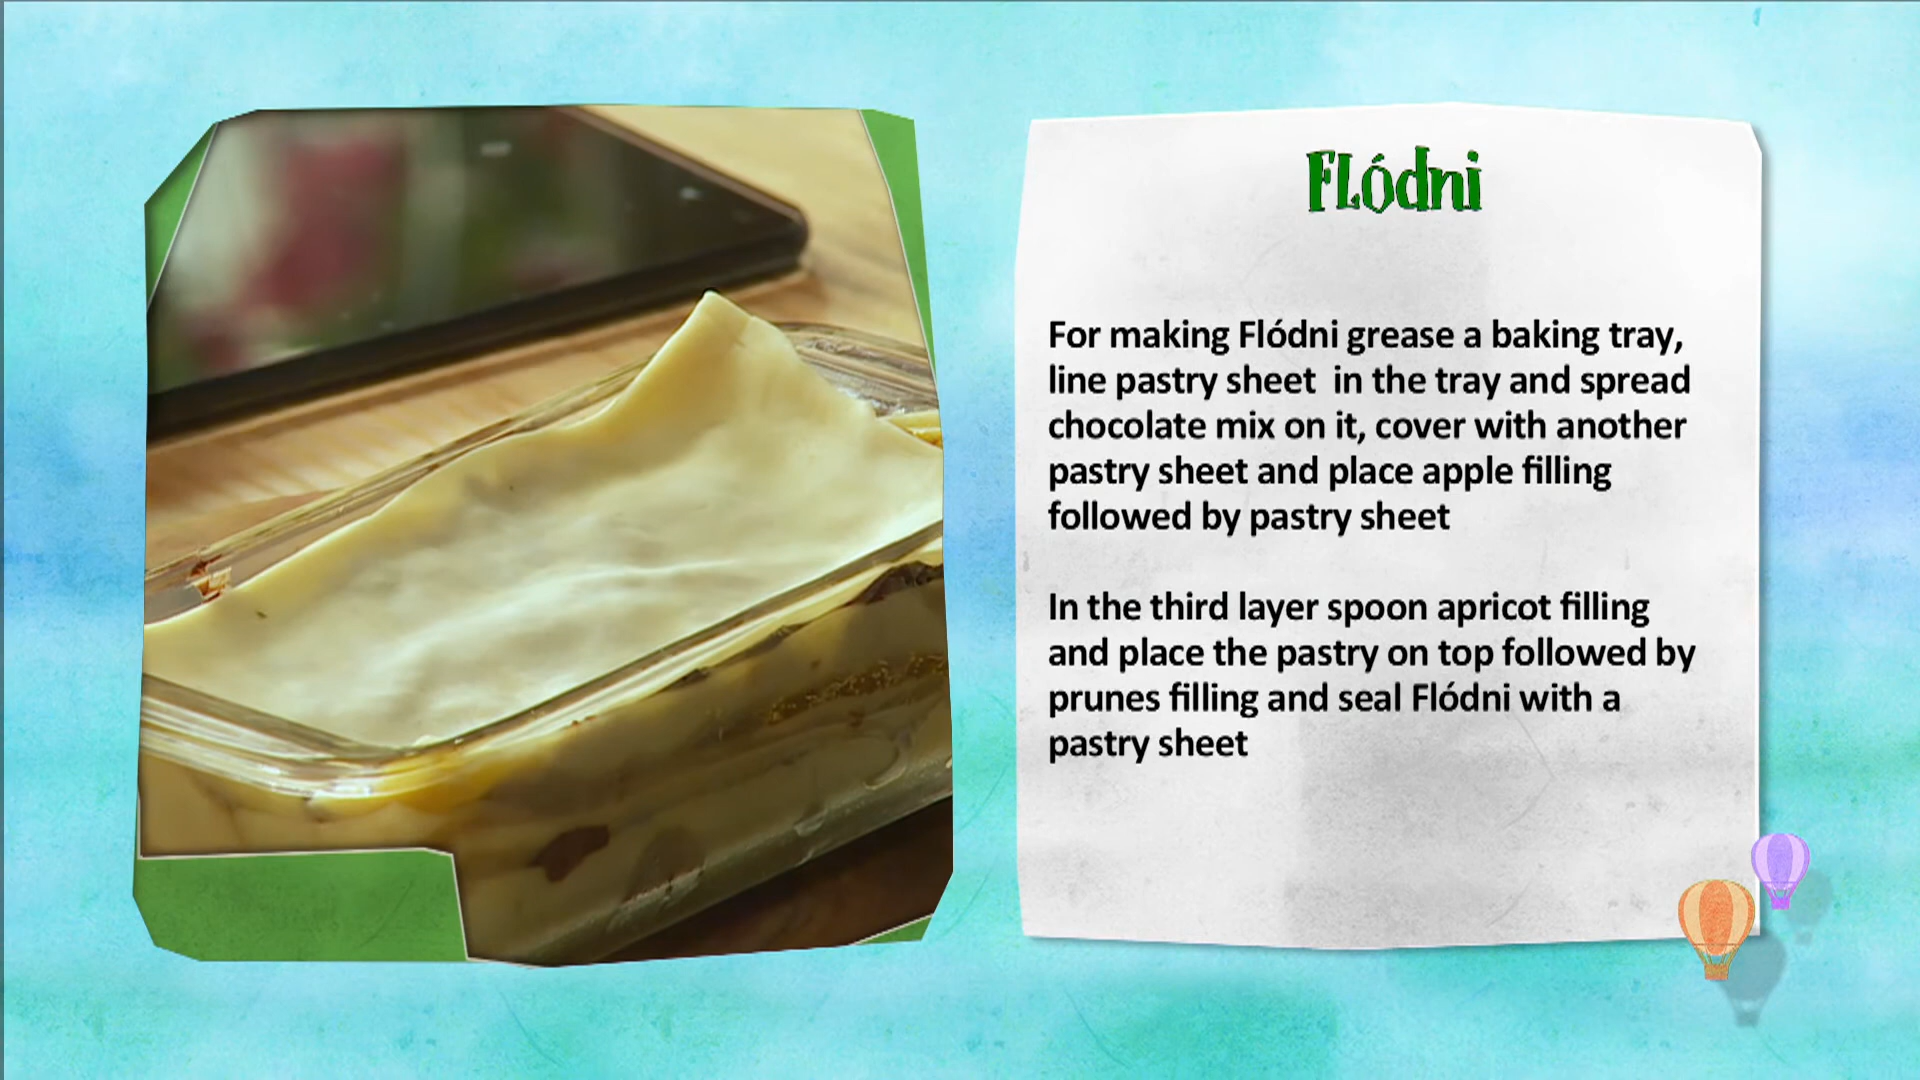 FLódni
For making Flódni grease a baking tray,
line pastry sheet in the tray and spread
chocolate mix on it, cover with another
pastry sheet and place apple filling
followed by pastry sheet
In the third layer spoon apricot filling
and place the pastry on top followed by
prunes filling and seal Flódni with a
pastry sheet